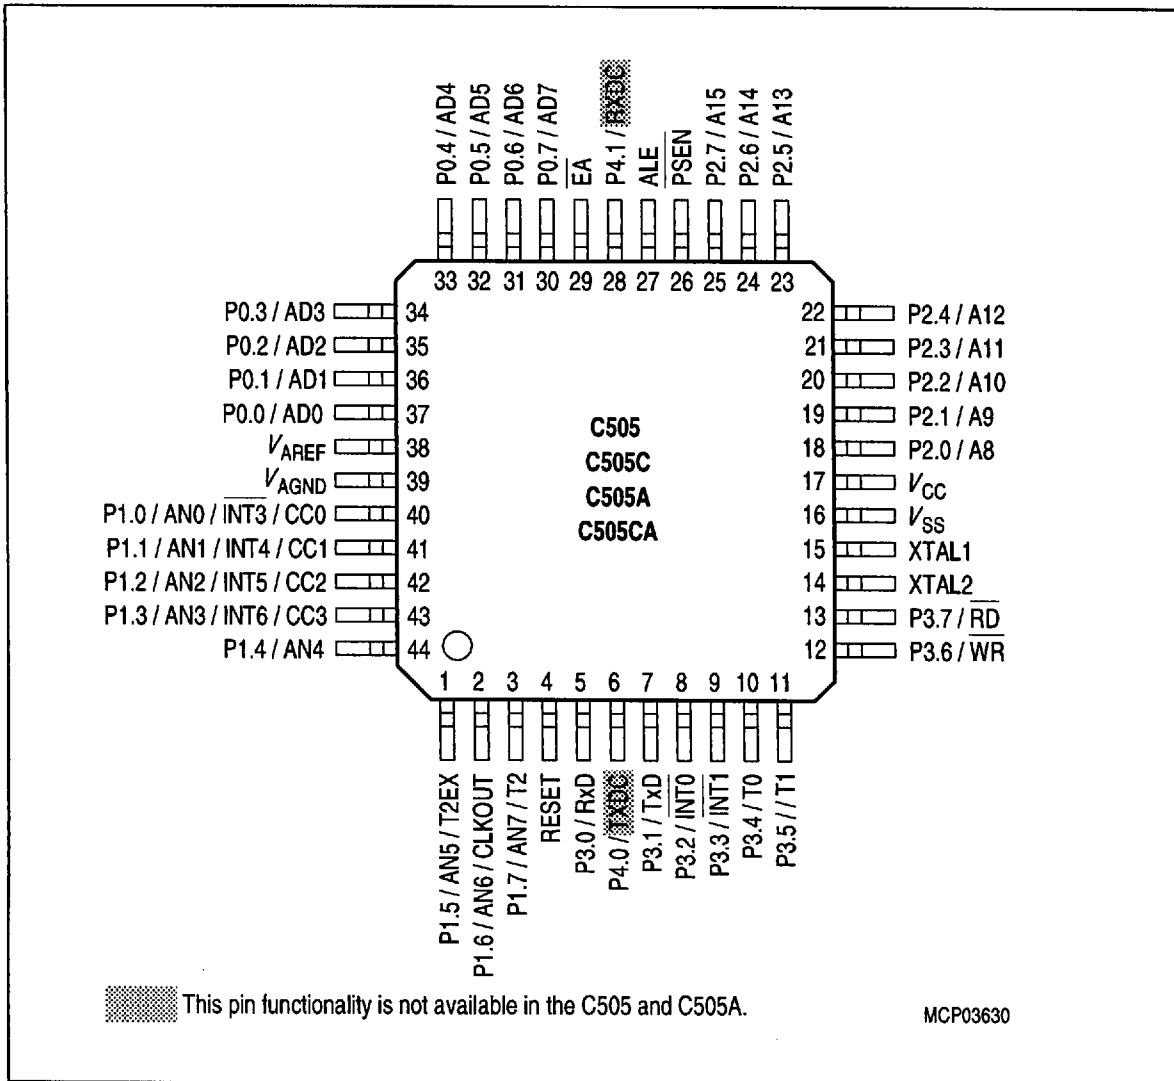 P0.4 / AD4
P0.5 / AD5
P0.6 / AD6
P0.7 / AD7
EA
P4.1 / RXDC
ALE
PSEN
P2.7 / A15
P2.6 / A14
P2.5 / A13
33 32 31 30 29 28 27 26 25 24 23
P0.3 / AD3 34
P0.2 / AD2 35
P0.1 / AD1 36
P0.0 / AD0 37
VAREF 38
VAGND 39
P1.0 / AN0 / INT3 / CC0 40
P1.1 / AN1 / INT4 / CC1 41
P1.2 / AN2 / INT5 / CC2 42
P1.3 / AN3 / INT6 / CC3 43
P1.4 / AN4 44
C505
C505C
C505A
C505CA
22 P2.4 / A12
21 P2.3 / A11
20 P2.2 / A10
19 P2.1 / A9
18 P2.0 / A8
17 VCC
16 VSS
15 XTAL1
14 XTAL2
13 P3.7 / RD
12 P3.6 / WR
1 2 3 4 5 6 7 8 9 10 11
P1.5 / AN5 / T2EX
P1.6 / AN6 / CLKOUT
P1.7 / AN7 / T2
RESET
P3.0 / RxD
P4.0 / TXDC
P3.1 / TxD
P3.2 / INT0
P3.3 / INT1
P3.4 / T0
P3.5 / / T1
This pin functionality is not available in the C505 and C505A.
MCP03630